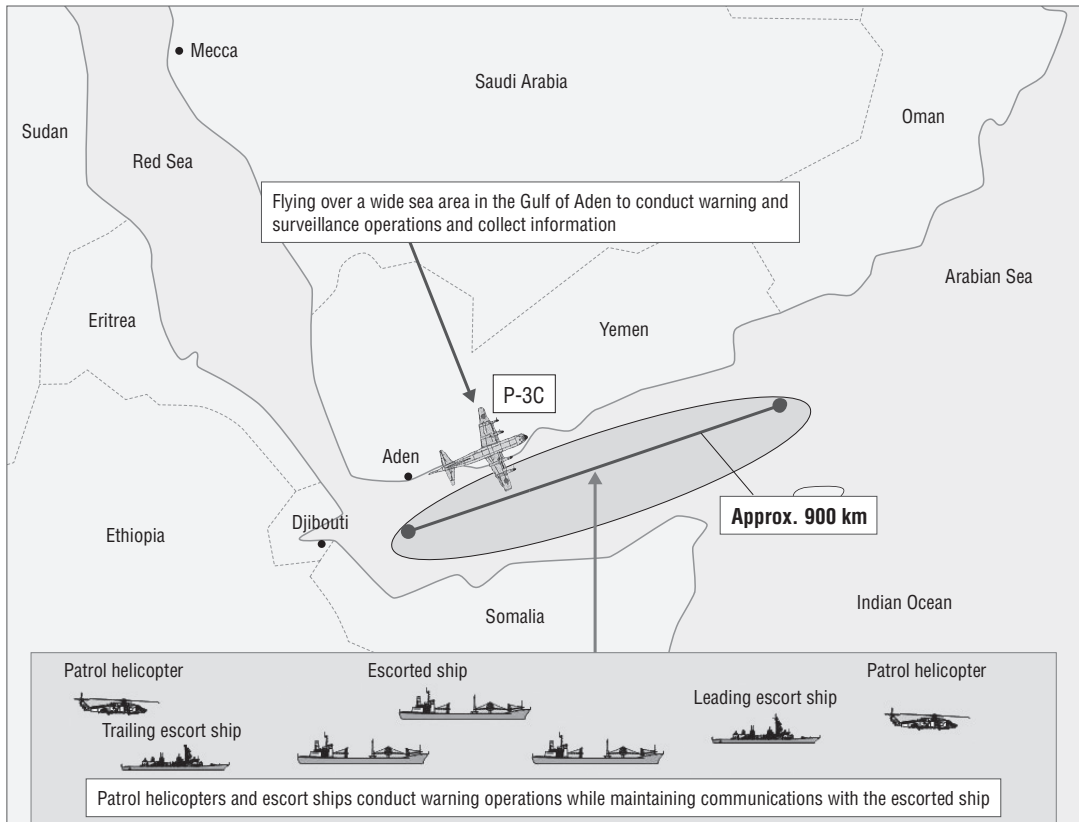 Mecca
Saudi Arabia
Oman
Sudan
Red Sea
Flying over a wide sea area in the Gulf of Aden to conduct warning and
surveillance operations and collect information
Arabian Sea
Eritrea
Yemen
P-3C
Aden
Approx. 900 km
Djibouti
Ethiopia
Indian Ocean
Somalia
Patrol helicopter
Escorted ship
Patrol helicopter
Leading escort ship
Trailing escort ship
Patrol helicopters and escort ships conduct warning operations while maintaining communications with the escorted ship